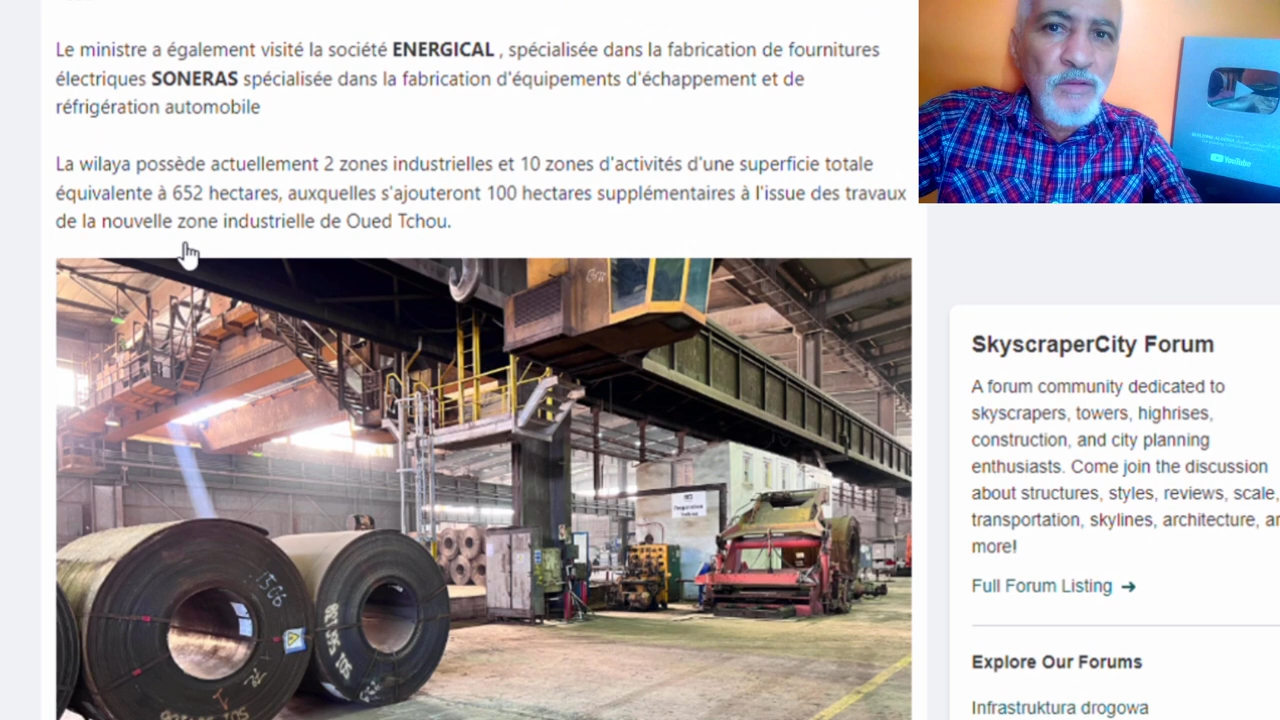 Le ministre a également visité la société ENERGICAL , spécialisée dans la fabrication de fournitures
électriques SONERAS spécialisée dans la fabrication d'équipements d'échappement et de
réfrigération automobile
La wilaya possède actuellement 2 zones industrielles et 10 zones d'activités d'une superficie totale
équivalente à 652 hectares, auxquelles s'ajouteront 100 hectares supplémentaires à l'issue des travaux
de la nouvelle zone industrielle de Oued Tchou.
YouTube
1506
SkyscraperCity Forum
A forum community dedicated to
skyscrapers, towers, highrises,
construction, and city planning
enthusiasts. Come join the discussion
about structures, styles, reviews, scale,
transportation, skylines, architecture, an
more!
Full Forum Listing →
Explore Our Forums
Infrastruktura drogowa